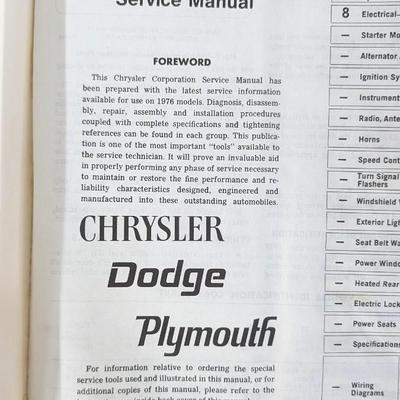 Service Manual
FOREWORD
This Chrysler Corporation Service Manual has
been prepared with the latest service information
available for use on 1976 models. Diagnosis, disassem-
bly, repair, assembly and installation procedures
coupled with complete specifications and tightening
references can be found in each group. This publica-
tion is one of the most important "tools" available to
the service technician. It will prove an invaluable aid
in properly performing any phase of service necessary
to maintain or restore the fine performance and re-
liability characteristics designed, engineered and
manufactured into these outstanding automobiles.
CHRYSLER
Dodge
Plymouth
For information relative to ordering the special
service tools used and illustrated in this manual, or for
additional copies of this manual, please refer to the
8 Electrical—
— Starter Mo
— Alternator
— Ignition Sy
— Instrument
— Radio, Ante
— Horns
— Speed Cont
— Turn Signal
Flashers
— Windshield
— Exterior Lig
— Seat Belt Wa
— Power Windo
— Heated Rear
— Electric Lock
— Power Seats
— Specifications
— Wiring
Diagrams